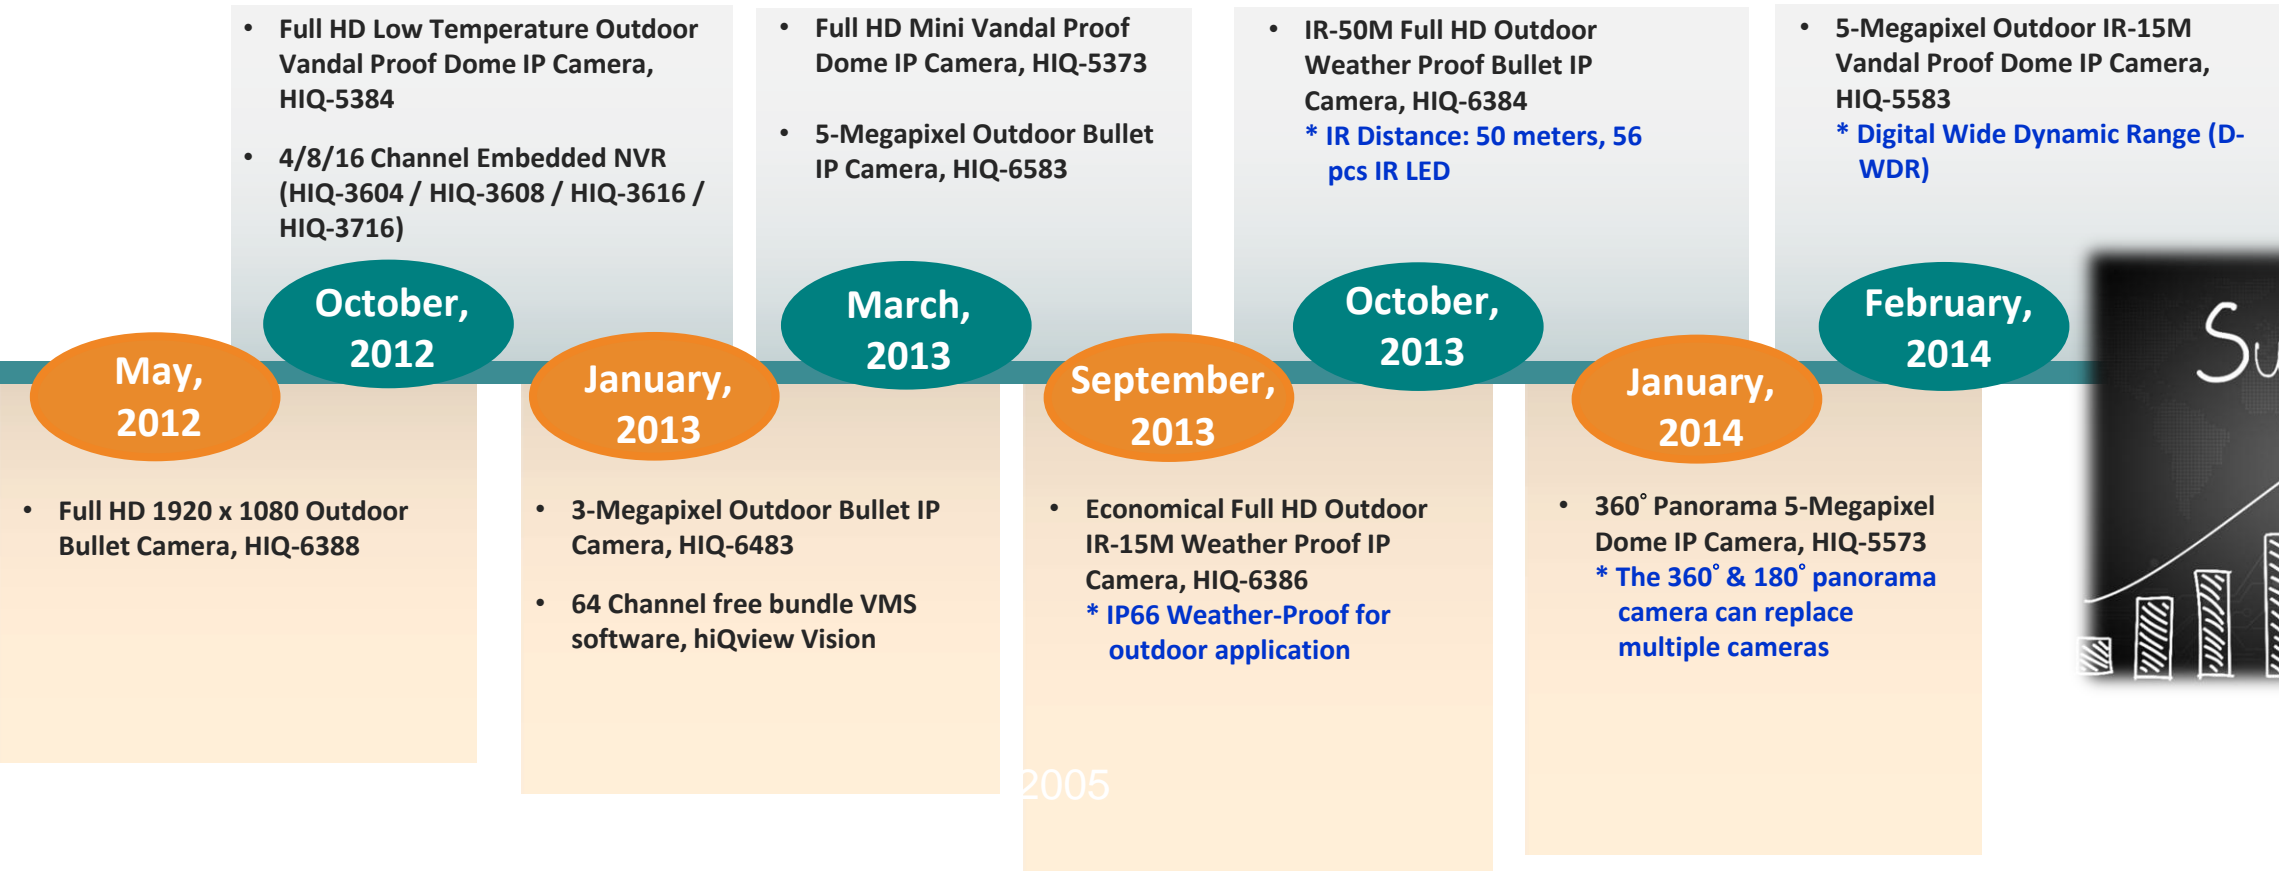 • Full HD Low Temperature Outdoor
Vandal Proof Dome IP Camera,
HIQ-5384
• 4/8/16 Channel Embedded NVR
(HIQ-3604 / HIQ-3608 / HIQ-3616 /
HIQ-3716)
October,
2012
• Full HD Mini Vandal Proof
Dome IP Camera, HIQ-5373
• 5-Megapixel Outdoor Bullet
IP Camera, HIQ-6583
March,
2013
• IR-50M Full HD Outdoor
Weather Proof Bullet IP
Camera, HIQ-6384
* IR Distance: 50 meters, 56
pcs IR LED
October,
2013
• 5-Megapixel Outdoor IR-15M
Vandal Proof Dome IP Camera,
HIQ-5583
* Digital Wide Dynamic Range (D-
WDR)
February,
2014
May,
2012
• Full HD 1920 x 1080 Outdoor
Bullet Camera, HIQ-6388
January,
2013
• 3-Megapixel Outdoor Bullet IP
Camera, HIQ-6483
• 64 Channel free bundle VMS
software, hiQview Vision
September,
2013
• Economical Full HD Outdoor
IR-15M Weather Proof IP
Camera, HIQ-6386
* IP66 Weather-Proof for
outdoor application
2005
January,
2014
• 360° Panorama 5-Megapixel
Dome IP Camera, HIQ-5573
* The 360° & 180° panorama
camera can replace
multiple cameras